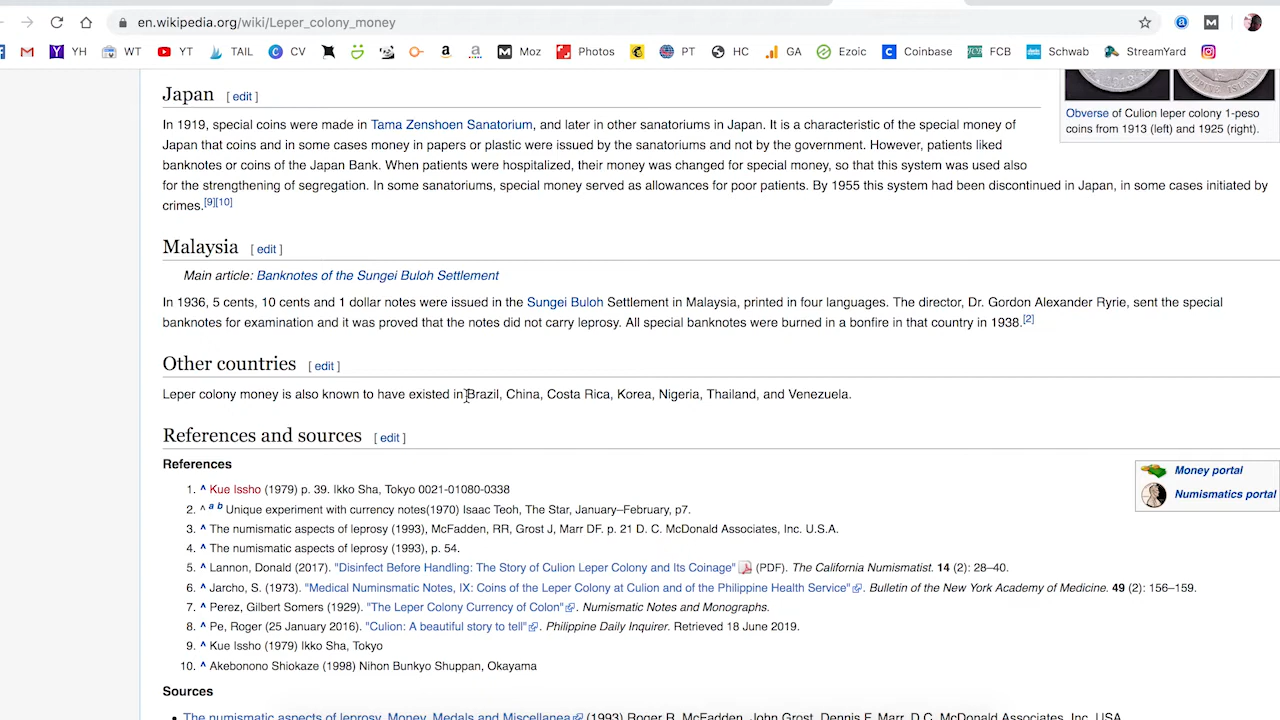 en.wikipedia.org/wiki/Leper_colony_money
YH WT YT TAIL CV Moz Photos PT HC GA Ezoic Coinbase FCB Schwab StreamYard
Japan [ edit ]
Obverse of Culion leper colony 1-peso
coins from 1913 (left) and 1925 (right).
In 1919, special coins were made in Tama Zenshoen Sanatorium, and later in other sanatoriums in Japan. It is a characteristic of the special money of
Japan that coins and in some cases money in papers or plastic were issued by the sanatoriums and not by the government. However, patients liked
banknotes or coins of the Japan Bank. When patients were hospitalized, their money was changed for special money, so that this system was used also
for the strengthening of segregation. In some sanatoriums, special money served as allowances for poor patients. By 1955 this system had been discontinued in Japan, in some cases initiated by
crimes.[9][10]
Malaysia [ edit ]
Main article: Banknotes of the Sungei Buloh Settlement
In 1936, 5 cents, 10 cents and 1 dollar notes were issued in the Sungei Buloh Settlement in Malaysia, printed in four languages. The director, Dr. Gordon Alexander Ryrie, sent the special
banknotes for examination and it was proved that the notes did not carry leprosy. All special banknotes were burned in a bonfire in that country in 1938.[2]
Other countries [ edit ]
Leper colony money is also known to have existed in Brazil, China, Costa Rica, Korea, Nigeria, Thailand, and Venezuela.
References and sources [ edit ]
References
Money portal
Numismatics portal
1. ^ Kue Issho (1979) p. 39. Ikko Sha, Tokyo 0021-01080-0338
2. ^ a b Unique experiment with currency notes(1970) Isaac Teoh, The Star, January–February, p7.
3. ^ The numismatic aspects of leprosy (1993), McFadden, RR, Grost J, Marr DF. p. 21 D. C. McDonald Associates, Inc. U.S.A.
4. ^ The numismatic aspects of leprosy (1993), p. 54.
5. ^ Lannon, Donald (2017). "Disinfect Before Handling: The Story of Culion Leper Colony and Its Coinage" (PDF). The California Numismatist. 14 (2): 28–40.
6. ^ Jarcho, S. (1973). "Medical Numinsmatic Notes, IX: Coins of the Leper Colony at Culion and of the Philippine Health Service". Bulletin of the New York Academy of Medicine. 49 (2): 156–159.
7. ^ Perez, Gilbert Somers (1929). "The Leper Colony Currency of Colon". Numismatic Notes and Monographs.
8. ^ Pe, Roger (25 January 2016). "Culion: A beautiful story to tell". Philippine Daily Inquirer. Retrieved 18 June 2019.
9. ^ Kue Issho (1979) Ikko Sha, Tokyo
10. ^ Akebonono Shiokaze (1998) Nihon Bunkyo Shuppan, Okayama
Sources
• The numismatic aspects of leprosy, Money, Medals and Miscellanea (1993) Roger R. McFadden, John Grost, Dennis F. Marr, D.C. McDonald Associates, Inc. USA